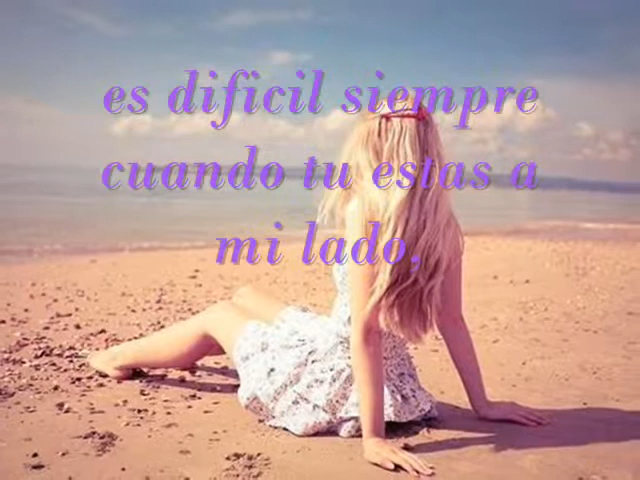 es dificil siempre
cuando tu estas a
mi lado,